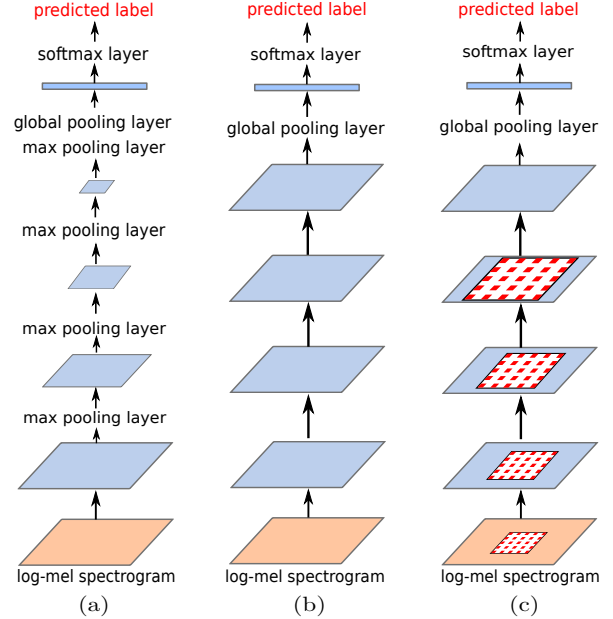 predicted label
softmax layer
global pooling layer
max pooling layer
max pooling layer
max pooling layer
max pooling layer
log-mel spectrogram
(a)
predicted label
softmax layer
global pooling layer
log-mel spectrogram
(b)
predicted label
softmax layer
global pooling layer
log-mel spectrogram
(c)